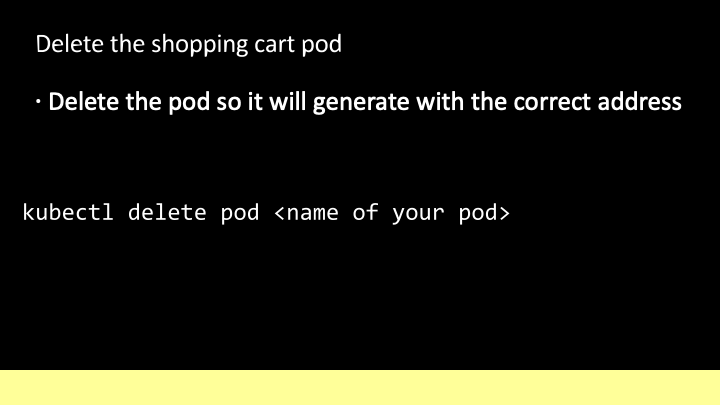 Delete the shopping cart pod
· Delete the pod so it will generate with the correct address
kubectl delete pod <name of your pod>